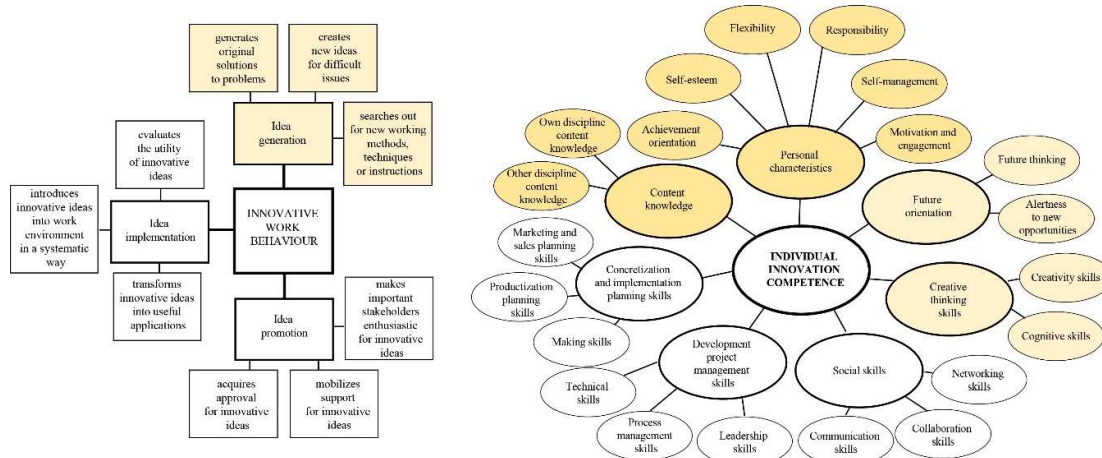 generates
original
solutions
to problems
creates
new ideas
for difficult
issues
Idea
generation
searches out
for new working
methods,
techniques
or instructions
evaluates
the utility
of innovative
ideas
introduces
innovative ideas
into work
environment
in a systematic
way
Idea
implementation
INNOVATIVE
WORK
BEHAVIOUR
transforms
innovative ideas
into useful
applications
Idea
promotion
makes
important
stakeholders
enthusiastic
for innovative
ideas
acquires
approval
for innovative
ideas
mobilizes
support
for innovative
ideas
Flexibility
Responsibility
Self-esteem
Self-management
Own discipline
content
knowledge
Achievement
orientation
Personal
characteristics
Motivation and
engagement
Other discipline
content
knowledge
Content
knowledge
Future thinking
Future
orientation
Alertness
to new
opportunities
Marketing and
sales planning
skills
Concretization
and implementation
planning skills
INDIVIDUAL
INNOVATION
COMPETENCE
Productization
planning
skills
Creativity skills
Creative
thinking
skills
Making skills
Cognitive skills
Development
project
management
skills
Social skills
Technical
skills
Networking
skills
Process
management skills
Leadership skills
Communication
skills
Collaboration
skills